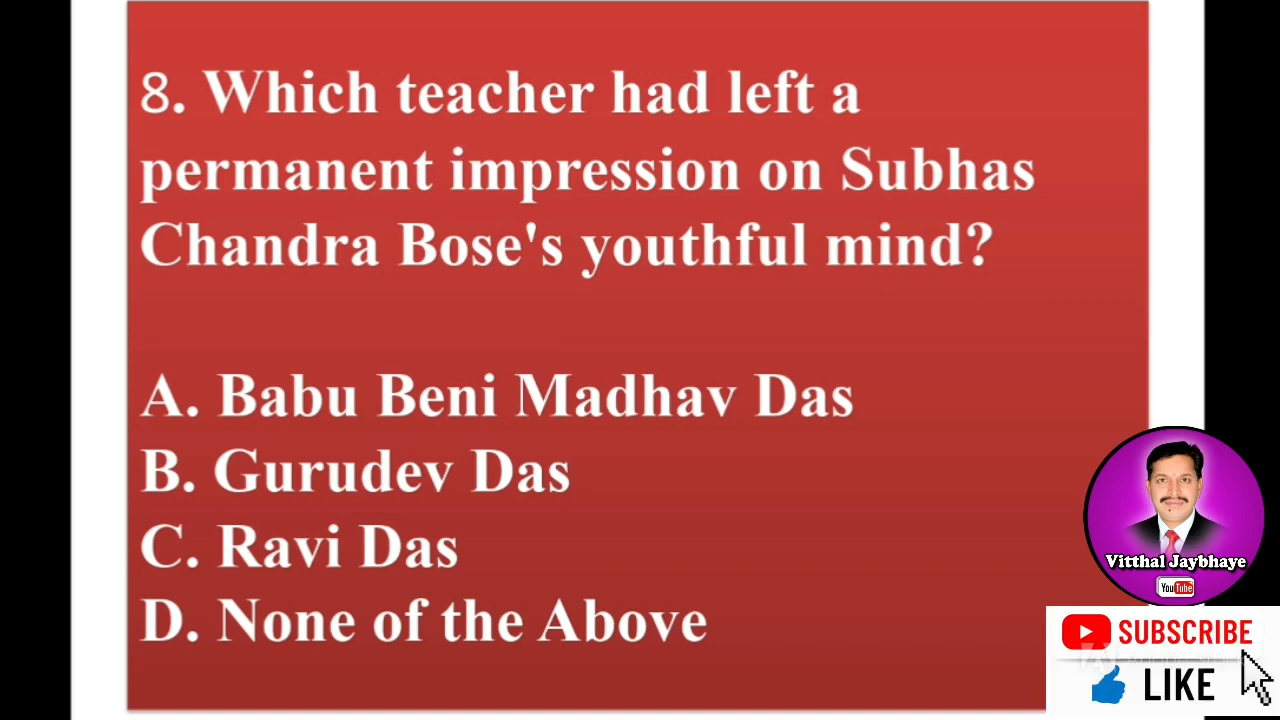 8. Which teacher had left a
permanent impression on Subhas
Chandra Bose's youthful mind?
A. Babu Beni Madhav Das
B. Gurudev Das
C. Ravi Das
D. None of the Above
Vitthal Jaybhaye
YouTube
SUBSCRIBE
LIKE